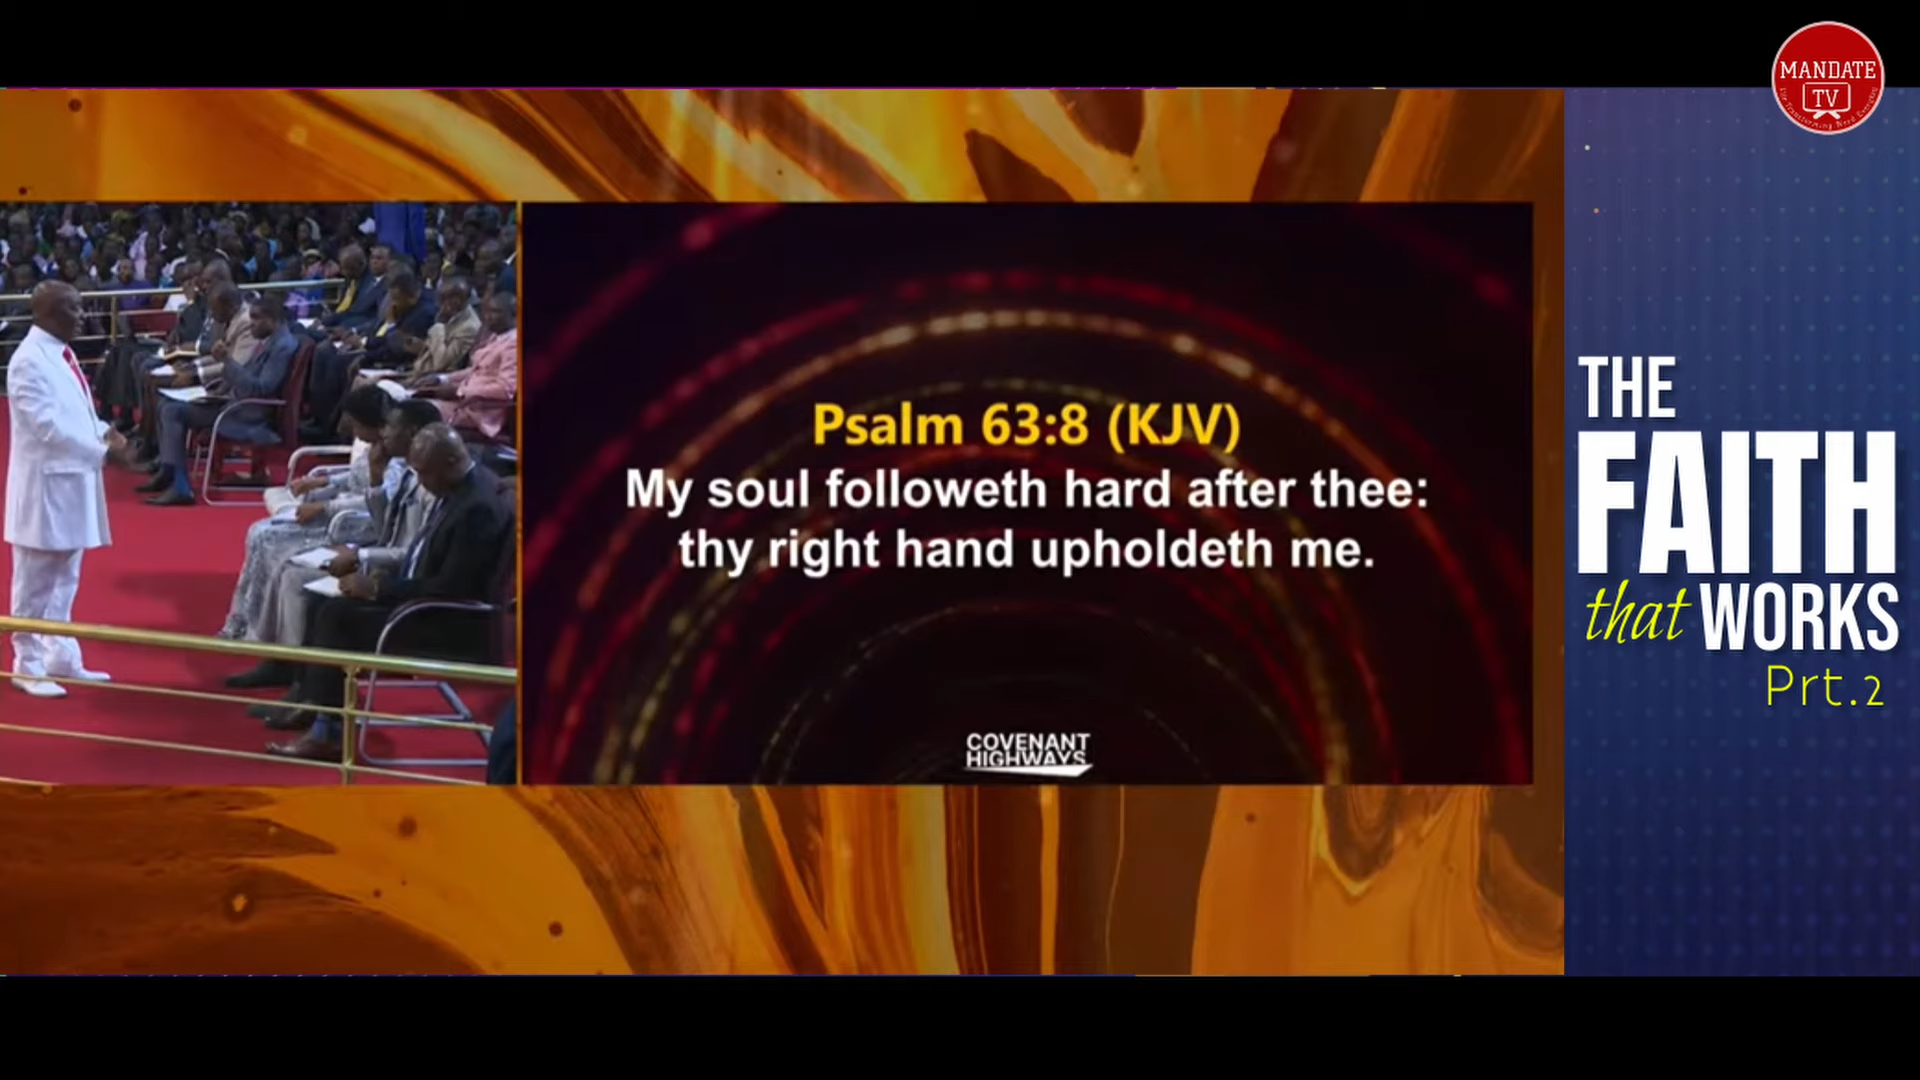 MANDATE
TV
Psalm 63:8 (KJV)
My soul followeth hard after thee:
thy right hand upholdeth me.
COVENANT
HIGHWAYS
THE
FAITH
that WORKS
Prt.2